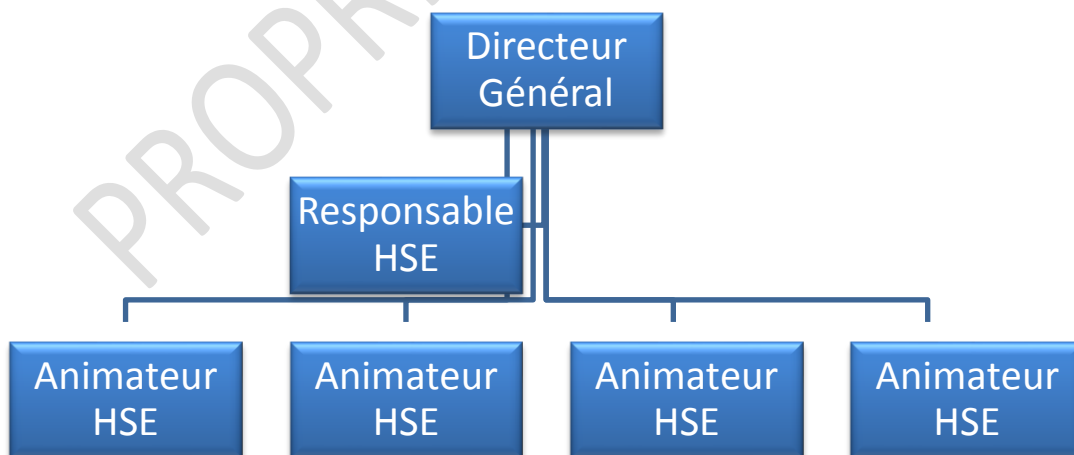 Directeur
Général
Responsable
HSE
Animateur
HSE
Animateur
HSE
Animateur
HSE
Animateur
HSE